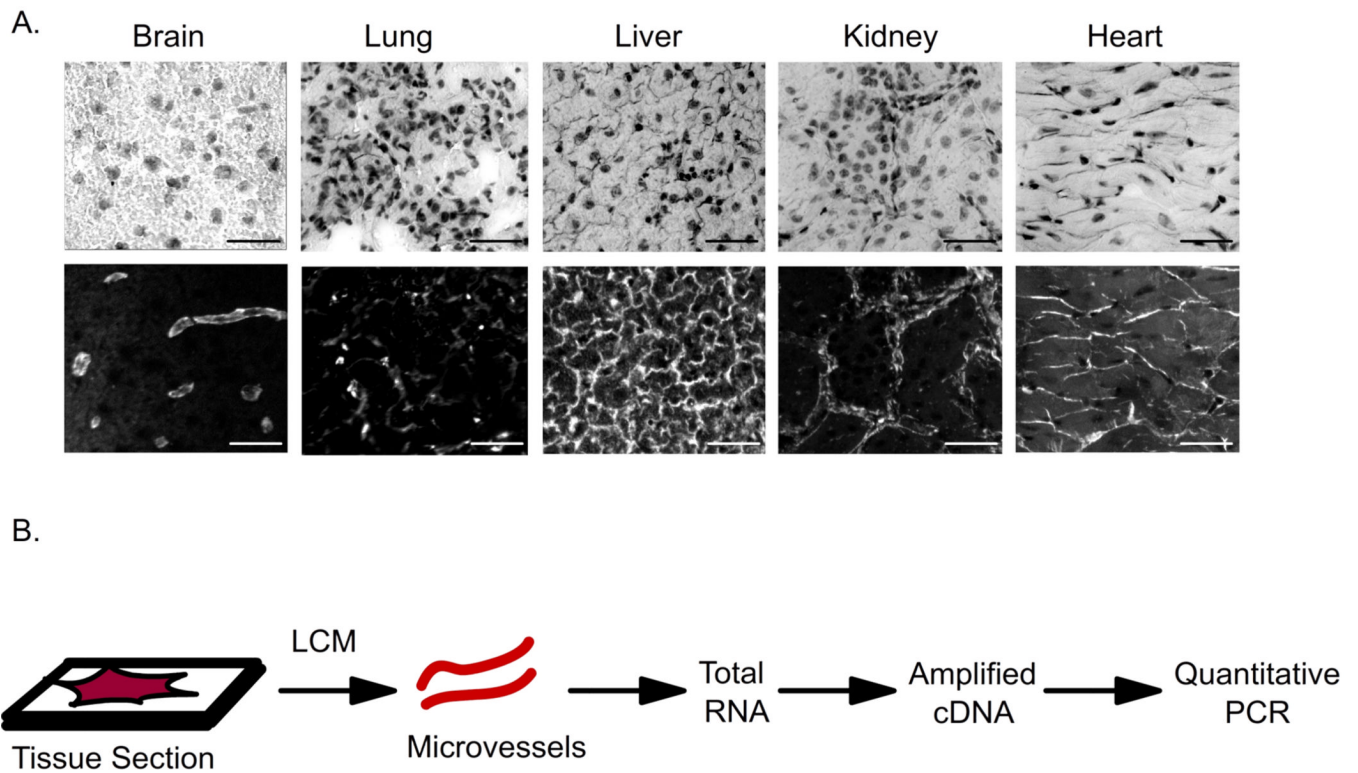 A.
Brain Lung Liver Kidney Heart
B.
LCM
Tissue Section
Microvessels
Total
RNA
Amplified
cDNA
Quantitative
PCR